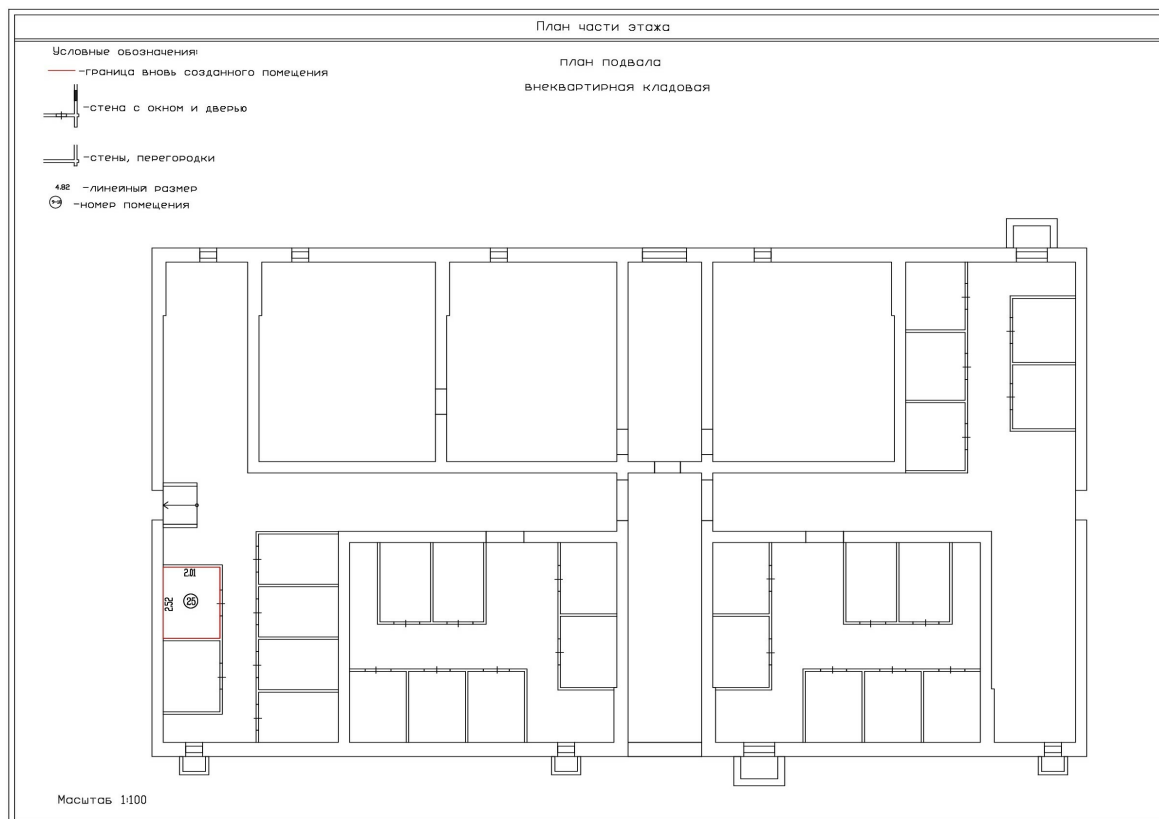 План части этажа
Условные обозначения:
план подвала
-граница вновь созданного помещения
внеквартирная кладовая
-стена с окном и дверью
-стены, перегородки
4.82 -линейный размер
-номер помещения
2.01
2.52
25
Масштаб 1:100